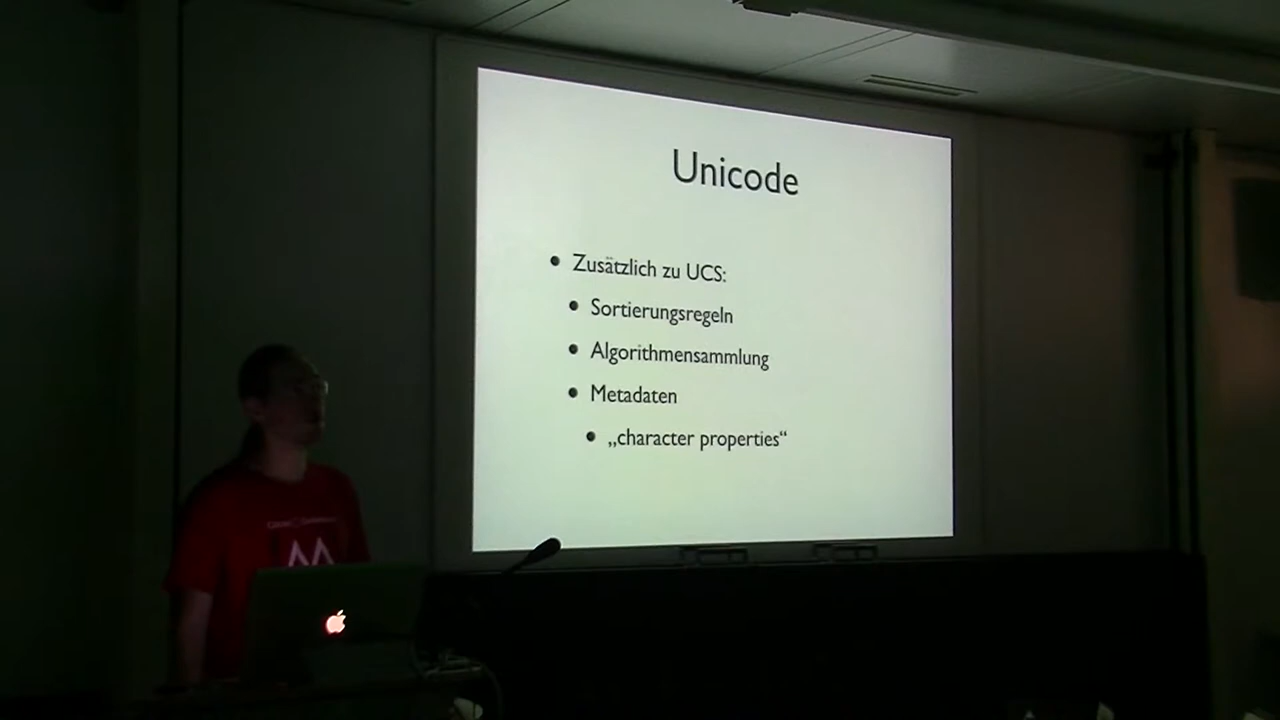 Unicode
• Zusätzlich zu UCS:
• Sortierungsregeln
• Algorithmensammlung
• Metadaten
• „character properties“